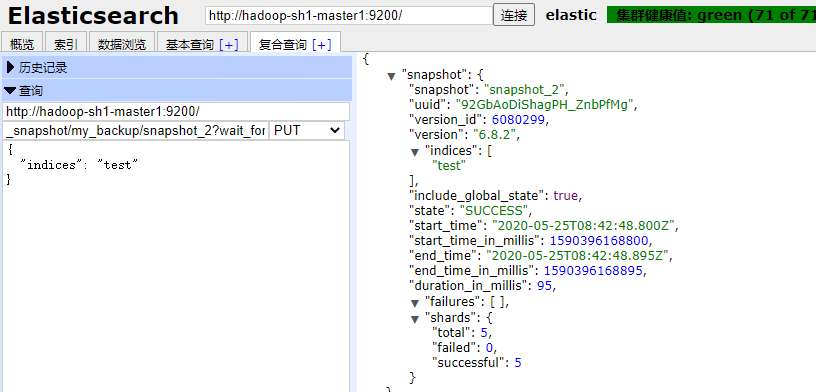 Elasticsearch
http://hadoop-sh1-master1:9200/
连接
elastic
集群健康值: green (71 of 71
概览
索引
数据浏览
基本查询 [+]
复合查询 [+]
历史记录
查询
http://hadoop-sh1-master1:9200/
_snapshot/my_backup/snapshot_2?wait_for
PUT
{
"indices": "test"
}
{
"snapshot": {
"snapshot": "snapshot_2",
"uuid": "92GbAoDiShagPH_ZnbPfMg",
"version_id": 6080299,
"version": "6.8.2",
"indices": [
"test"
],
"include_global_state": true,
"state": "SUCCESS",
"start_time": "2020-05-25T08:42:48.800Z",
"start_time_in_millis": 1590396168800,
"end_time": "2020-05-25T08:42:48.895Z",
"end_time_in_millis": 1590396168895,
"duration_in_millis": 95,
"failures": [ ],
"shards": {
"total": 5,
"failed": 0,
"successful": 5
}